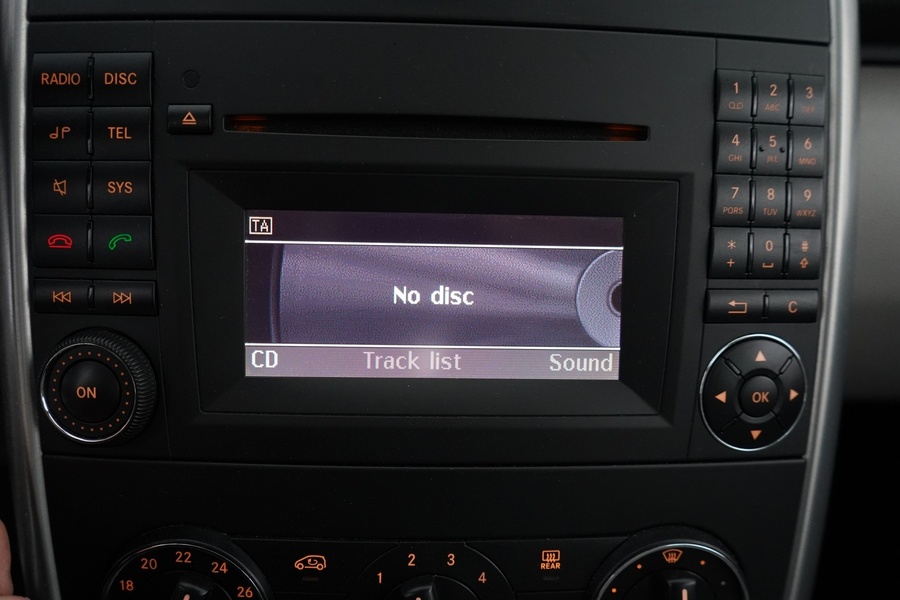 RADIO DISC
TEL
SYS
ON
TA
No disc
CD Track list Sound
1 2 3
ABC
4 5 6
GHI JKL MNO
7 8 9
PQRS TUV WXYZ
* 0 #
+
C
OK
18 20 22 24 26
1 2 3 4
REAR